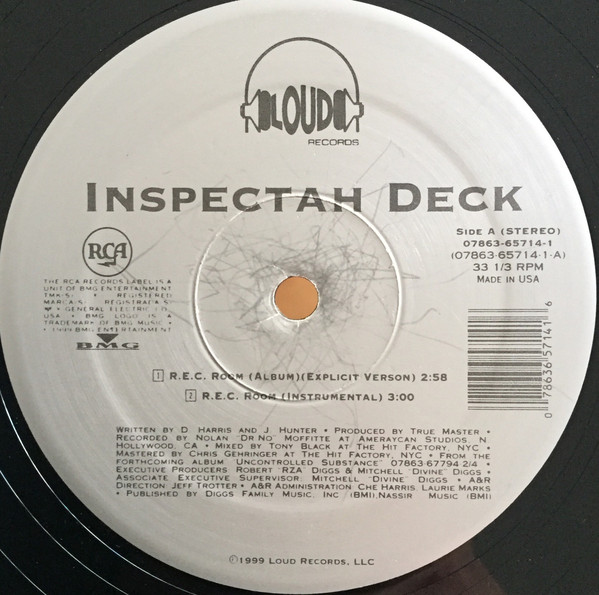 LOUD
RECORDS
INSPECTAH DECK
SIDE A (STEREO)
07863-65714-1
(07863-65714-1-A)
33 1/3 RPM
MADE IN USA
RCA
THE RCA RECORDS LABEL IS A
UNIT OF BMG ENTERTAINMENT
REGISTERED
MARCA(S) REGISTRADA(S)
• GENERAL ELECTRIC CO.
USA • BMG LOGO IS A
TRADEMARK OF BMG MUSIC •
• 1999 BMG ENTERTAINMENT
BMG
0 78636 57141 6
1 R.E.C. ROOM (ALBUM)(EXPLICIT VERSON) 2:58
2 R.E.C. ROOM (INSTRUMENTAL) 3:00
WRITTEN BY D. HARRIS AND J. HUNTER • PRODUCED BY TRUE MASTER •
RECORDED BY NOLAN "DR NO" MOFFITTE AT AMERAYCAN STUDIOS, N.
HOLLYWOOD, CA • MIXED BY TONY BLACK AT THE HIT FACTORY, NYC •
MASTERED BY CHRIS GEHRINGER AT THE HIT FACTORY, NYC • FROM THE
FORTHCOMING ALBUM UNCONTROLLED SUBSTANCE 07863 67794 2/4 •
EXECUTIVE PRODUCERS ROBERT "RZA" DIGGS & MITCHELL "DIVINE" DIGGS •
ASSOCIATE EXECUTIVE SUPERVISOR: MITCHELL "DIVINE" DIGGS • A&R
DIRECTION: JEFF TROTTER • A&R ADMINISTRATION: CHE HARRIS, LAURIE MARKS
• PUBLISHED BY DIGGS FAMILY MUSIC, INC (BMI),NASSIR MUSIC (BMI)
℗1999 LOUD RECORDS, LLC